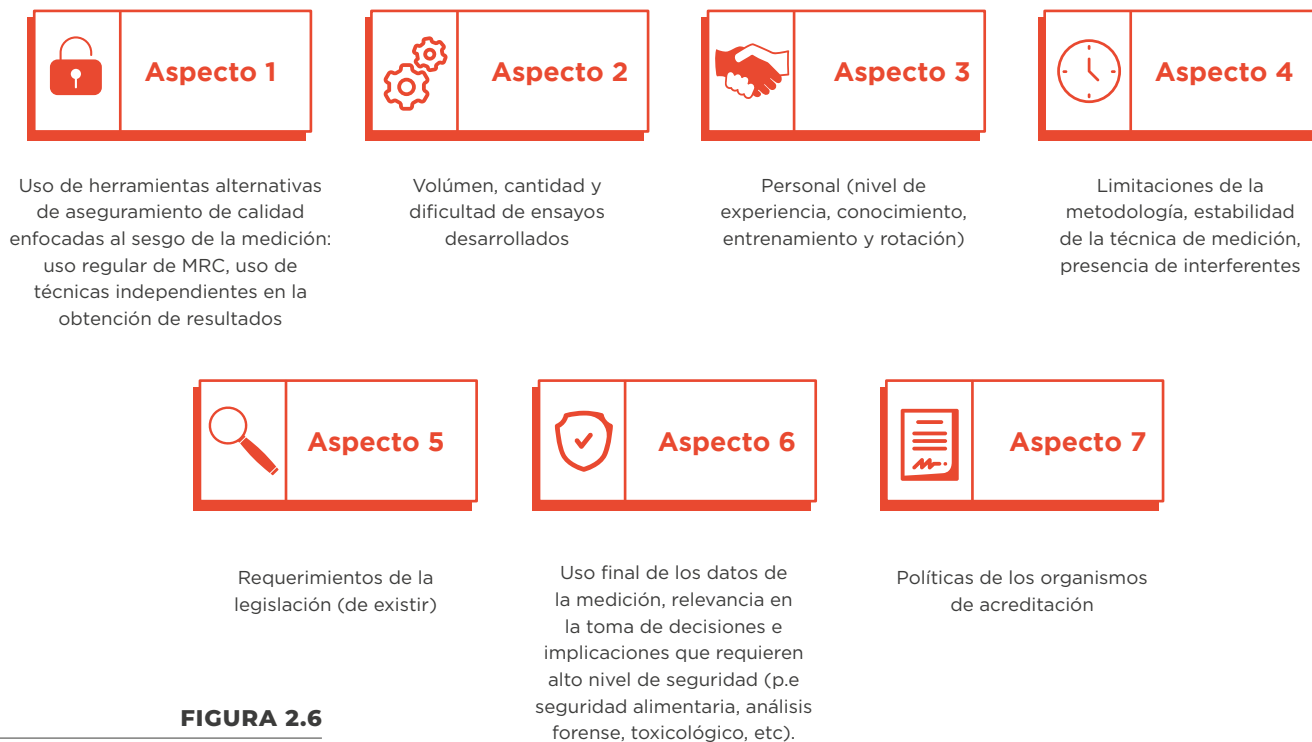 Aspecto 1
Uso de herramientas alternativas
de aseguramiento de calidad
enfocadas al sesgo de la medición:
uso regular de MRC, uso de
técnicas independientes en la
obtención de resultados
Aspecto 2
Volúmen, cantidad y
dificultad de ensayos
desarrollados
Aspecto 3
Personal (nivel de
experiencia, conocimiento,
entrenamiento y rotación)
Aspecto 4
Limitaciones de la
metodología, estabilidad
de la técnica de medición,
presencia de interferentes
Aspecto 5
Requerimientos de la
legislación (de existir)
Aspecto 6
Uso final de los datos de
la medición, relevancia en
la toma de decisiones e
implicaciones que requieren
alto nivel de seguridad (p.e
seguridad alimentaria, análisis
forense, toxicológico, etc).
Aspecto 7
Políticas de los organismos
de acreditación
FIGURA 2.6